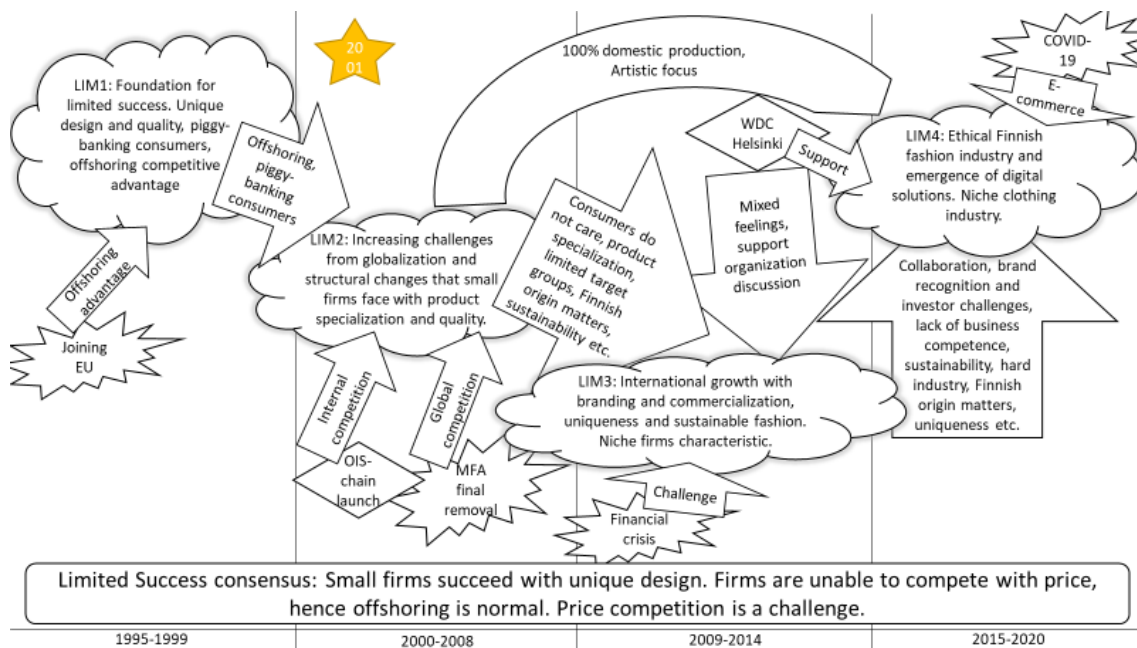 20
01
100% domestic production,
Artistic focus
COVID-
19
E-
commerce
LIM1: Foundation for
limited success. Unique
design and quality, piggy-
banking consumers,
offshoring competitive
advantage
Offshoring,
piggy-
banking
consumers
WDC
Helsinki
Support
LIM4: Ethical Finnish
fashion industry and
emergence of digital
solutions. Niche clothing
industry.
Offshoring
advantage
Joining
EU
LIM2: Increasing challenges
from globalization and
structural changes that small
firms face with product
specialization and quality.
Consumers do
not care, product
specialization,
limited target
groups, Finnish
origin matters,
sustainability etc.
Mixed
feelings,
support
organization
discussion
Collaboration, brand
recognition and
investor challenges,
lack of business
competence,
sustainability, hard
industry, Finnish
origin matters,
uniqueness etc.
Internal
competition
Global
competition
OIS-
chain
launch
MFA
final
removal
LIM3: International growth with
branding and commercialization,
uniqueness and sustainable fashion.
Niche firms characteristic.
Challenge
Financial
crisis
Limited Success consensus: Small firms succeed with unique design. Firms are unable to compete with price,
hence offshoring is normal. Price competition is a challenge.
1995-1999
2000-2008
2009-2014
2015-2020